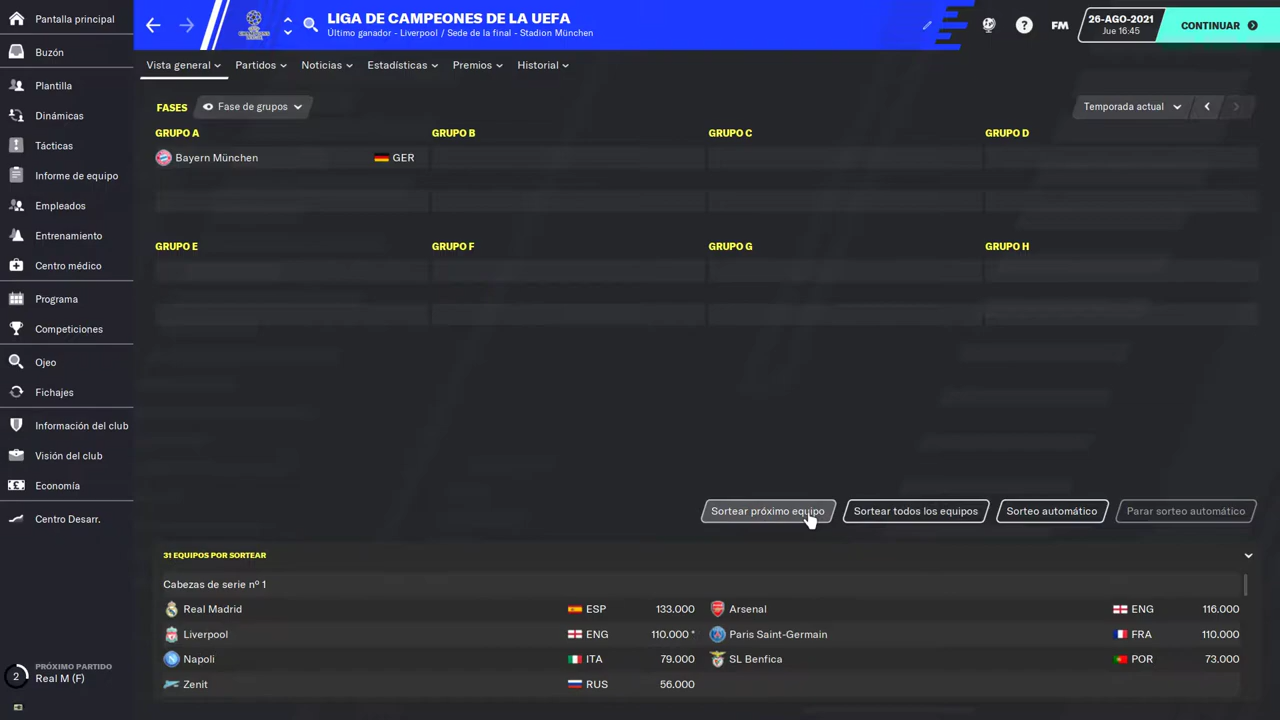 Pantalla principal
Buzón
Plantilla
Dinámicas
Tácticas
Informe de equipo
Empleados
Entrenamiento
Centro médico
Programa
Competiciones
Ojeo
Fichajes
Información del club
Visión del club
Economía
Centro Desarr.
2 PRÓXIMO PARTIDO
Real M (F)
LIGA DE CAMPEONES DE LA UEFA
Último ganador - Liverpool / Sede de la final - Stadion München
FM
26-AGO-2021
Jue 16:45
CONTINUAR
Vista general Partidos Noticias Estadísticas Premios Historial
FASES Fase de grupos Temporada actual
GRUPO A GRUPO B GRUPO C GRUPO D
Bayern München GER
GRUPO E GRUPO F GRUPO G GRUPO H
Sortear próximo equipo Sortear todos los equipos Sorteo automático Parar sorteo automático
31 EQUIPOS POR SORTEAR
Cabezas de serie nº 1
Real Madrid ESP 133.000 Arsenal ENG 116.000
Liverpool ENG 110.000 * Paris Saint-Germain FRA 110.000
Napoli ITA 79.000 SL Benfica POR 73.000
Zenit RUS 56.000